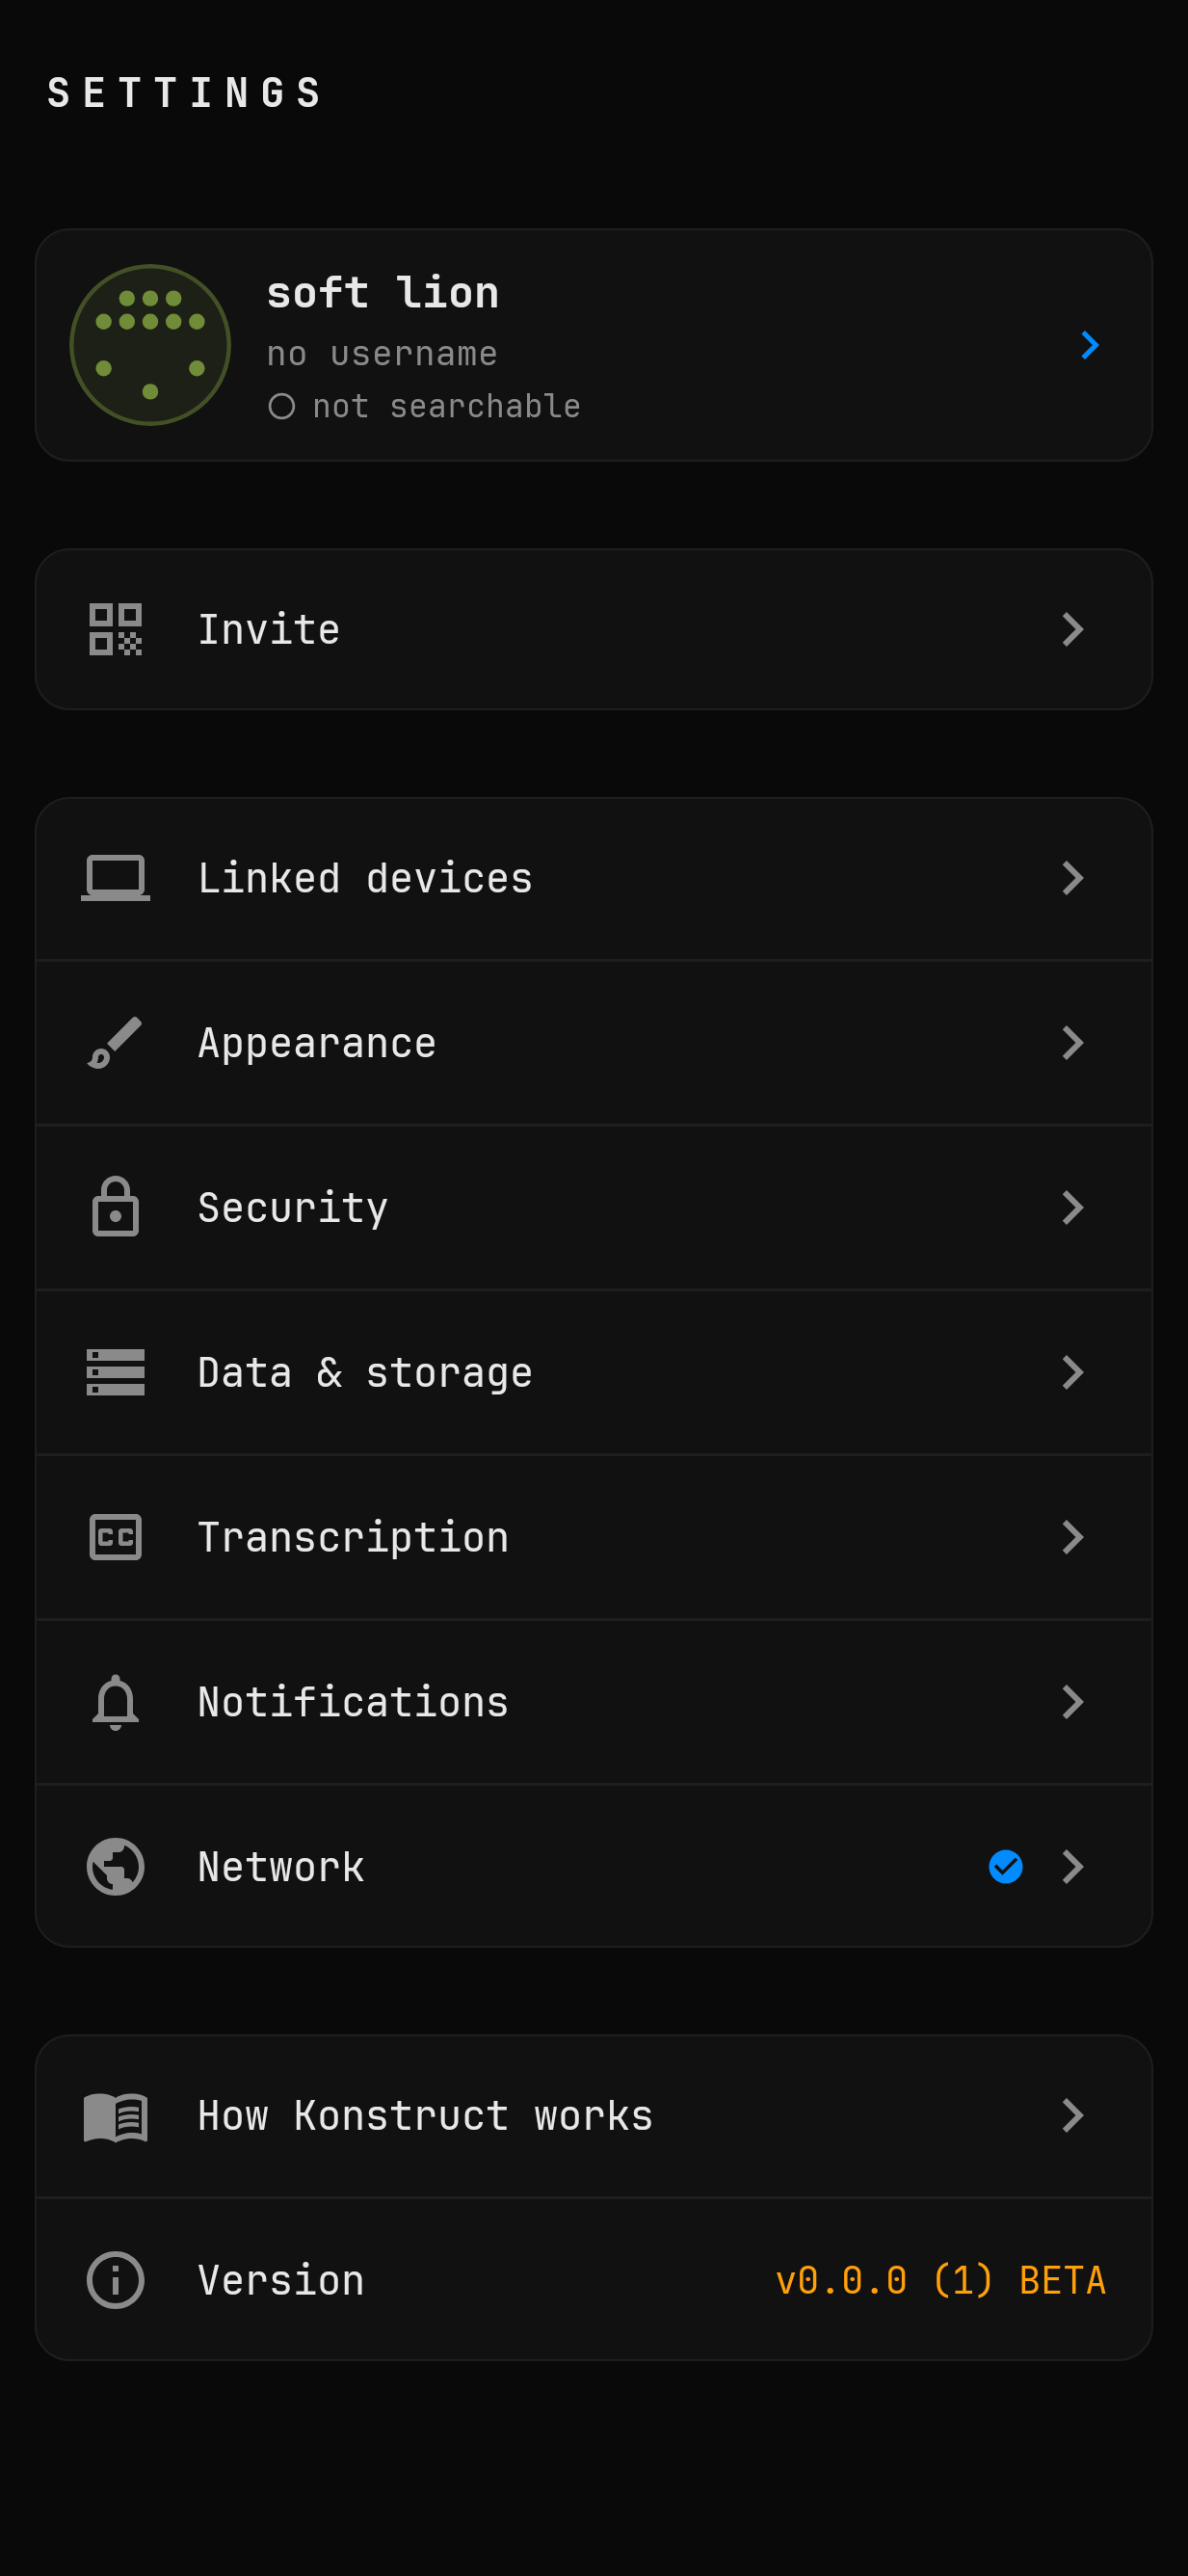 SETTINGS
soft lion
no username
not searchable
Invite
Linked devices
Appearance
Security
Data & storage
Transcription
Notifications
Network
How Konstruct works
Version v0.0.0 (1) BETA